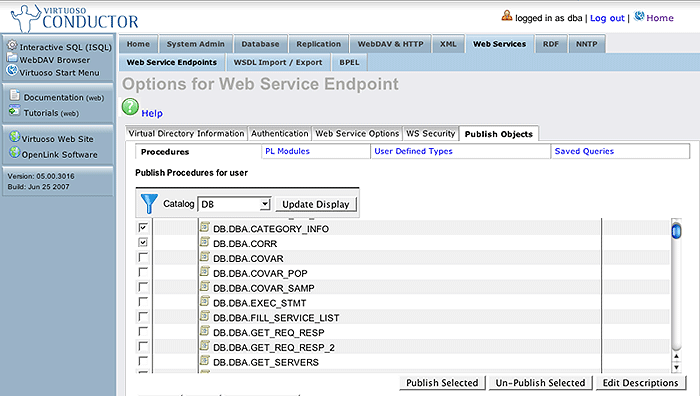 VIRTUOSO
CONDUCTOR
logged in as dba | Log out | Home
Interactive SQL (ISQL)
WebDAV Browser
Virtuoso Start Menu
Documentation (web)
Tutorials (web)
Virtuoso Web Site
OpenLink Software
Version: 05.00.3016
Build: Jun 25 2007
Home System Admin Database Replication WebDAV & HTTP XML Web Services RDF NNTP
Web Service Endpoints WSDL Import / Export BPEL
Options for Web Service Endpoint
Help
Virtual Directory Information Authentication Web Service Options WS Security Publish Objects
Procedures PL Modules User Defined Types Saved Queries
Publish Procedures for user
Catalog DB Update Display
DB.DBA.CATEGORY_INFO
DB.DBA.CORR
DB.DBA.COVAR
DB.DBA.COVAR_POP
DB.DBA.COVAR_SAMP
DB.DBA.EXEC_STMT
DB.DBA.FILL_SERVICE_LIST
DB.DBA.GET_REQ_RESP
DB.DBA.GET_REQ_RESP_2
DB.DBA.GET_SERVERS
Publish Selected Un-Publish Selected Edit Descriptions